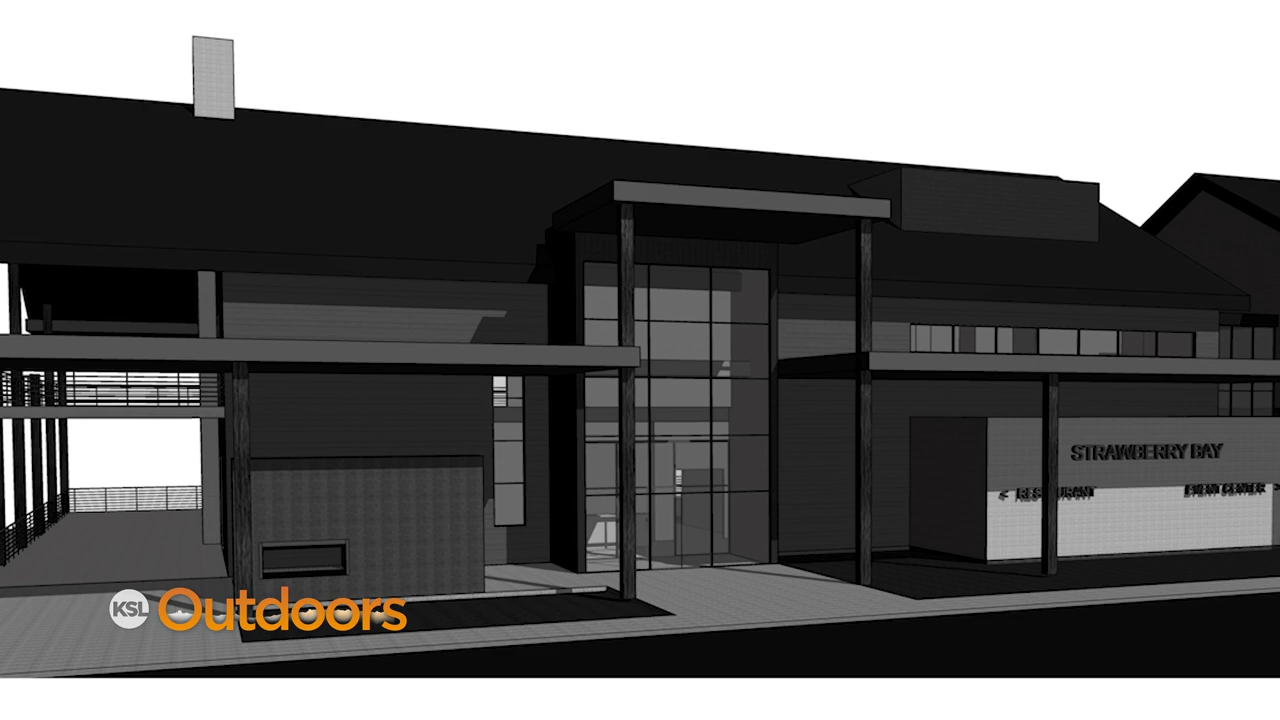 STRAWBERRY BAY
< RESTAURANT
EVENT CENTER >
KSL Outdoors